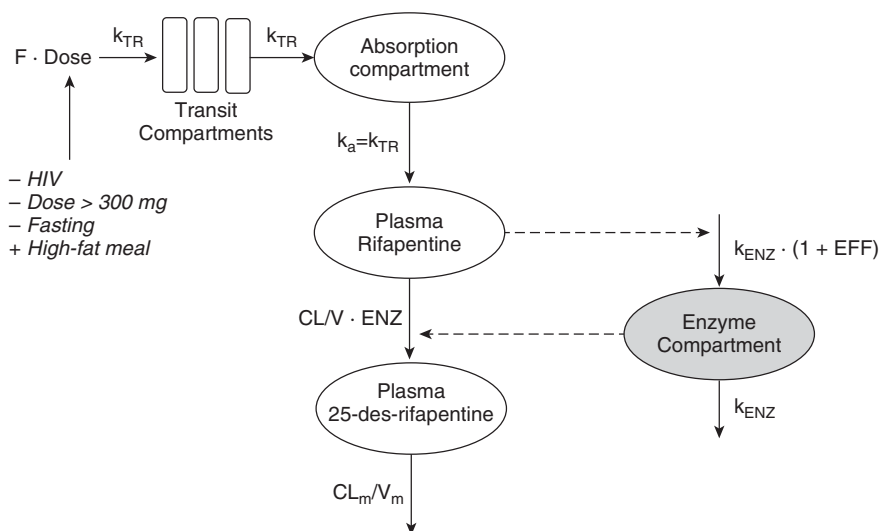 F · Dose
k_TR
k_TR
Transit
Compartments
Absorption
compartment
– HIV
– Dose > 300 mg
– Fasting
+ High-fat meal
k_a=k_TR
Plasma
Rifapentine
k_ENZ · (1 + EFF)
CL/V · ENZ
Enzyme
Compartment
Plasma
25-des-rifapentine
k_ENZ
CL_m/V_m